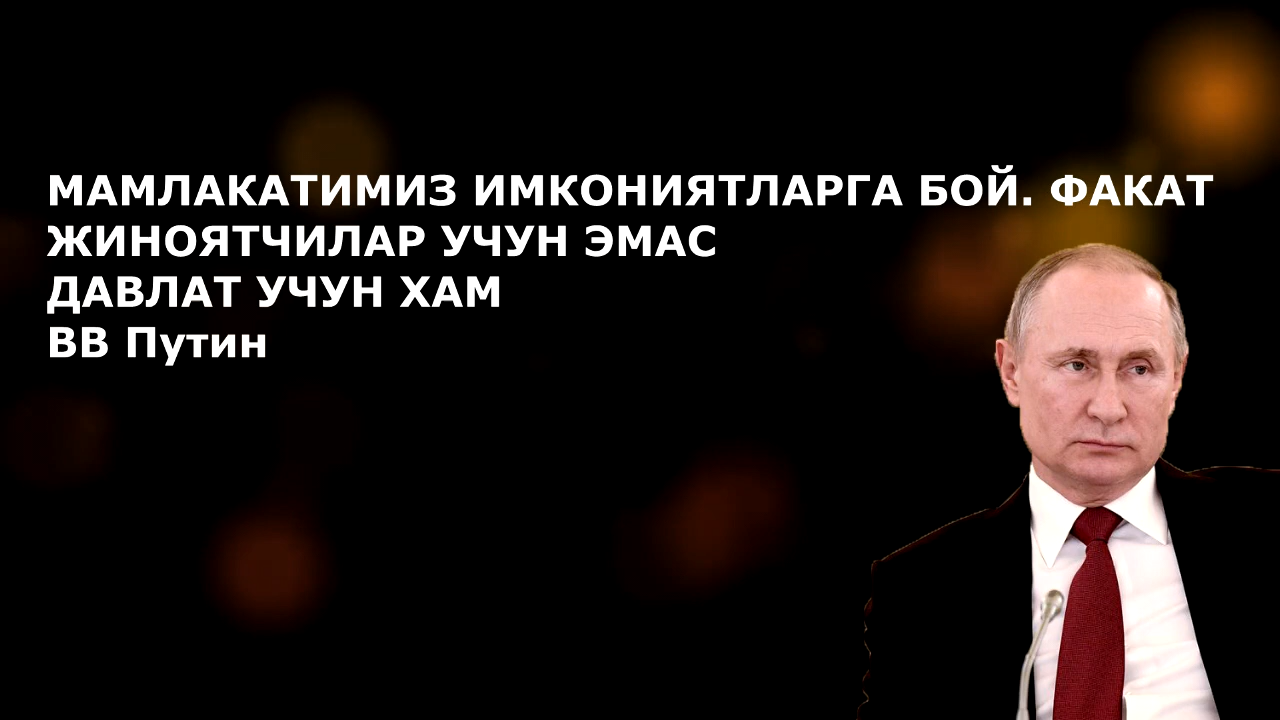 МАМЛАКАТИМИЗ ИМКОНИЯТЛАРГА БОЙ. ФАКАТ
ЖИНОЯТЧИЛАР УЧУН ЭМАС
ДАВЛАТ УЧУН ХАМ
ВВ Путин